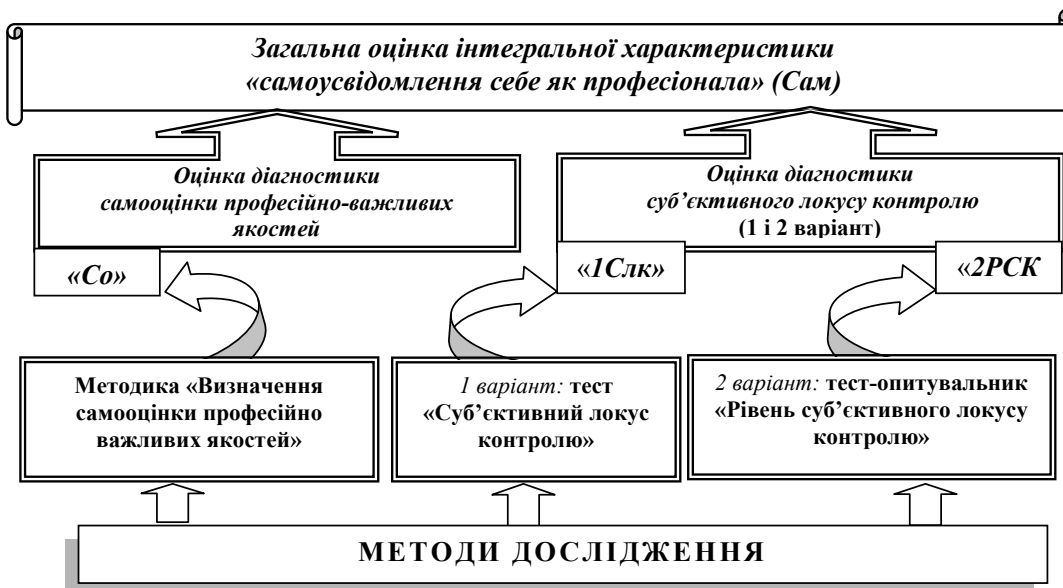 Загальна оцінка інтегральної характеристики
«самоусвідомлення себе як професіонала» (Сам)
Оцінка діагностики
самооцінки професійно-важливих
якостей
Оцінка діагностики
суб’єктивного локусу контролю
(1 і 2 варіант)
«Со»
«1Слк»
«2РСК
Методика «Визначення
самооцінки професійно
важливих якостей»
1 варіант: тест
«Суб’єктивний локус
контролю»
2 варіант: тест-опитувальник
«Рівень суб’єктивного локусу
контролю»
МЕТОДИ ДОСЛІДЖЕННЯ